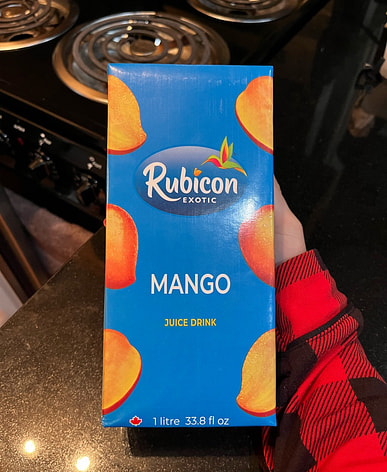 Rubicon
EXOTIC
MANGO
JUICE DRINK
1 litre 33.8 fl oz